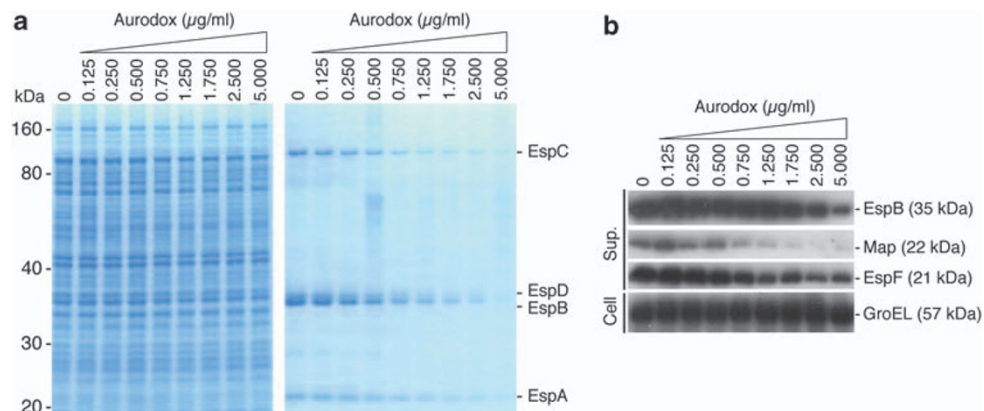 a
Aurodox (µg/ml)
0 0.125 0.250 0.500 0.750 1.250 1.750 2.500 5.000
kDa
160
80
40
30
20
Aurodox (µg/ml)
0 0.125 0.250 0.500 0.750 1.250 1.750 2.500 5.000
EspC
EspD
EspB
EspA
b
Aurodox (µg/ml)
0 0.125 0.250 0.500 0.750 1.250 1.750 2.500 5.000
Sup.
EspB (35 kDa)
Map (22 kDa)
EspF (21 kDa)
Cell
GroEL (57 kDa)